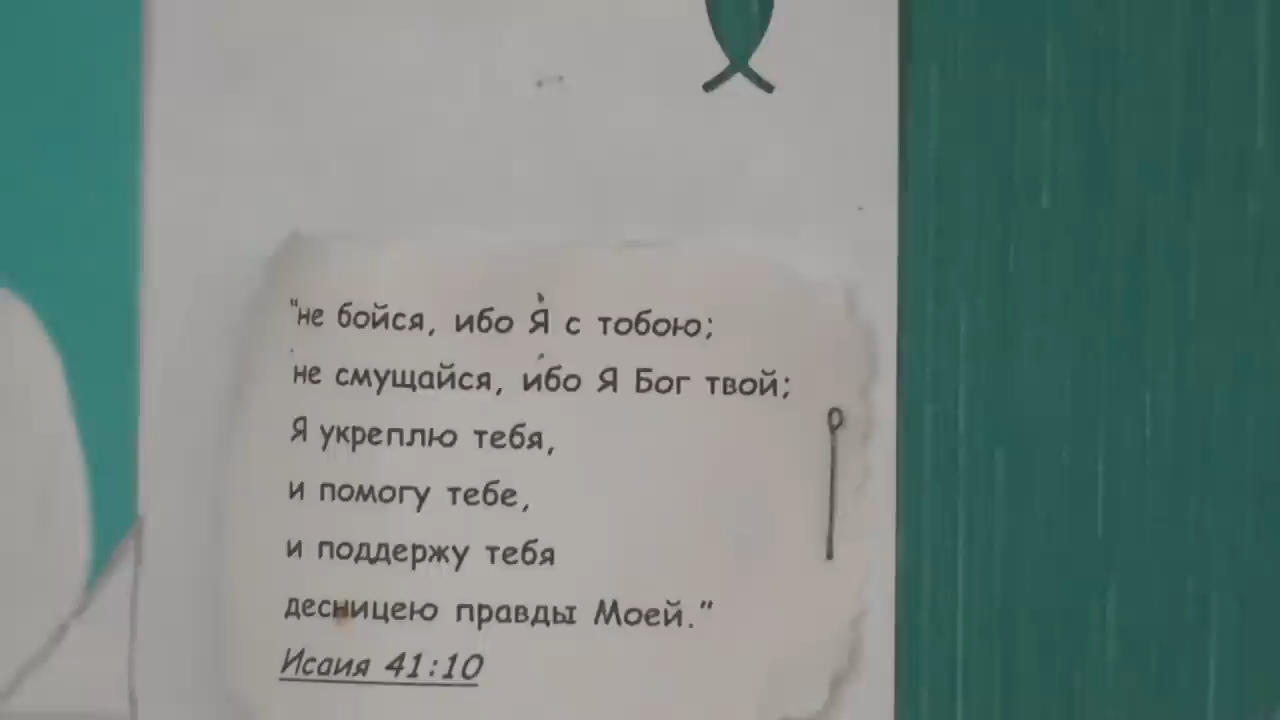 "не бойся, ибо Я с тобою;
не смущайся, ибо Я Бог твой;
Я укреплю тебя,
и помогу тебе,
и поддержу тебя
десницею правды Моей."
Исаия 41:10